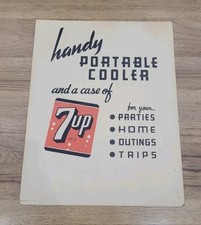 handy
PORTABLE
COOLER
and a case of
7up
for your...
• PARTIES
• HOME
• OUTINGS
• TRIPS